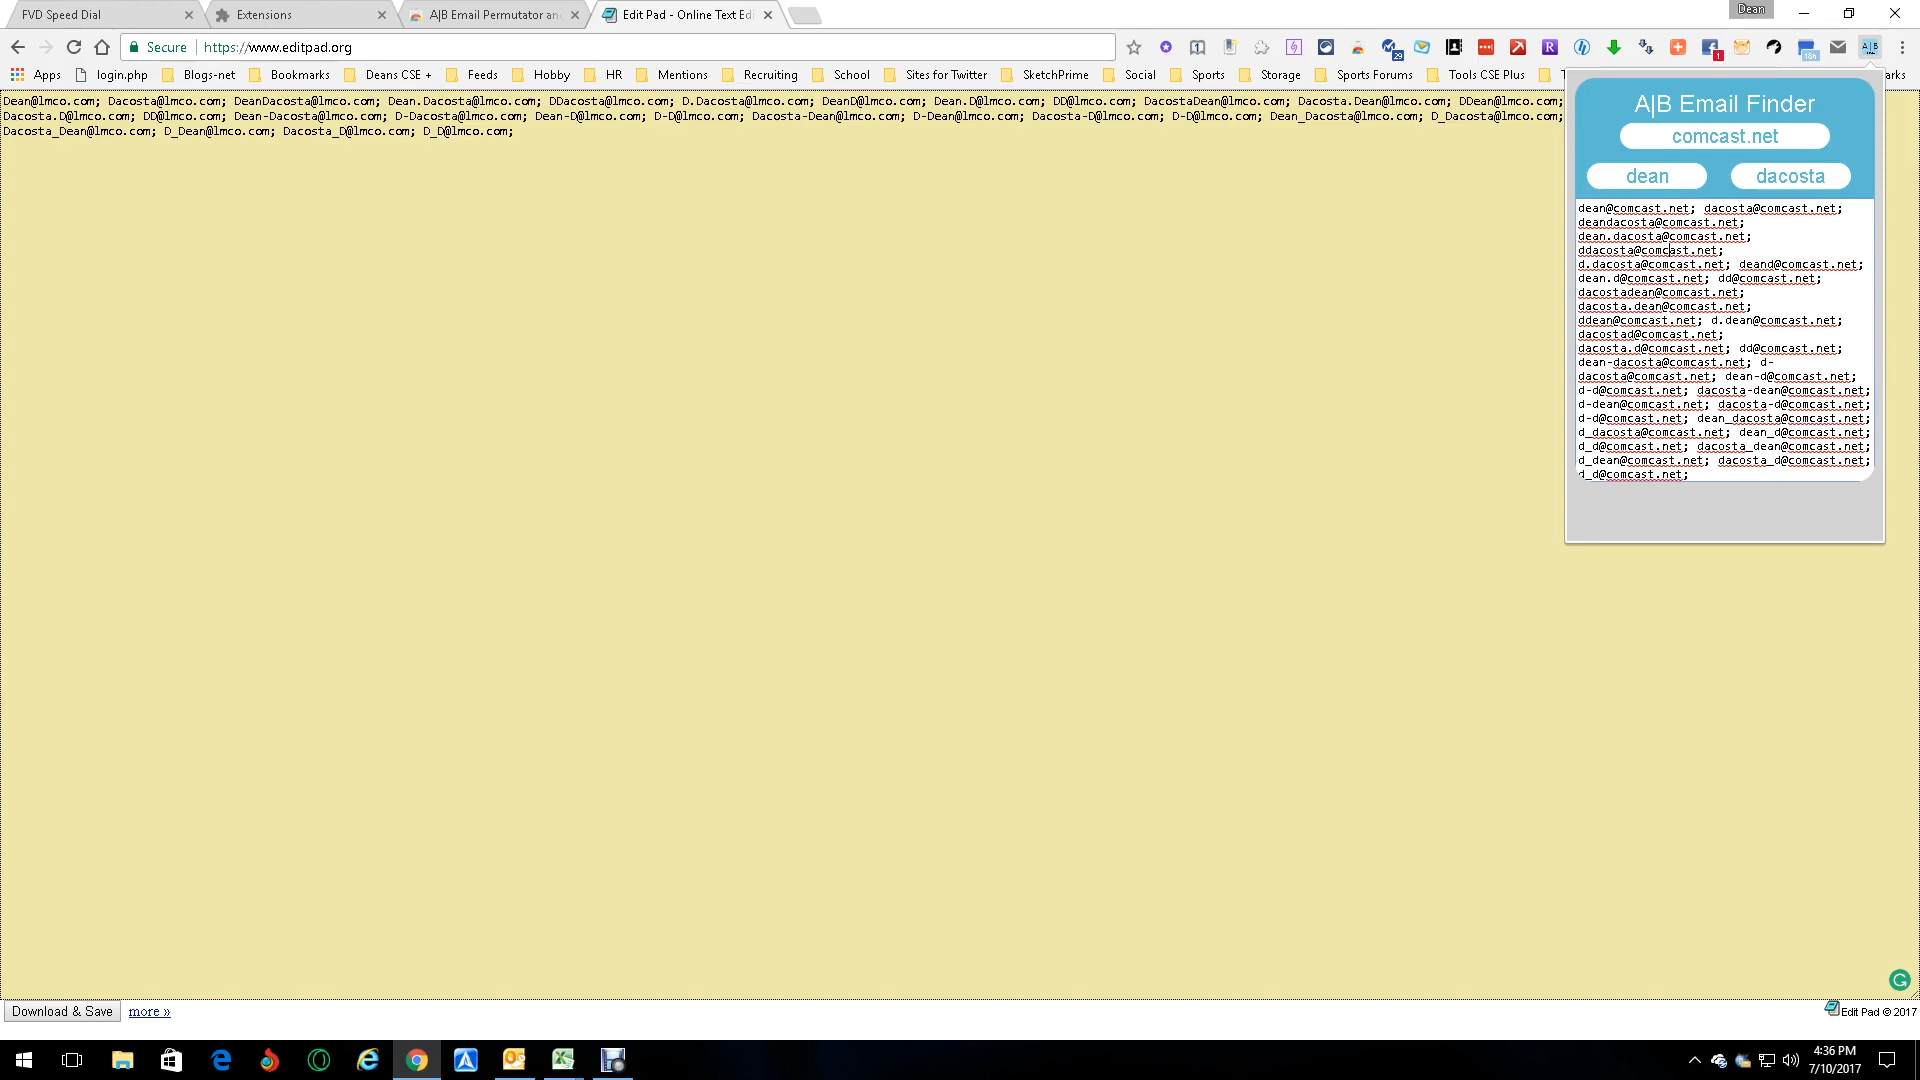 FVD Speed Dial
Extensions
A|B Email Permutator an
Edit Pad - Online Text Edi
Dean
Secure https://www.editpad.org
29
1
18h
A|B
Apps login.php Blogs-net Bookmarks Deans CSE + Feeds Hobby HR Mentions Recruiting School Sites for Twitter SketchPrime Social Sports Storage Sports Forums Tools CSE Plus
Dean@lmco.com; Dacosta@lmco.com; DeanDacosta@lmco.com; Dean.Dacosta@lmco.com; DDacosta@lmco.com; D.Dacosta@lmco.com; DeanD@lmco.com; Dean.D@lmco.com; DD@lmco.com; DacostaDean@lmco.com; Dacosta.Dean@lmco.com; DDean@lmco.com;
Dacosta.D@lmco.com; DD@lmco.com; Dean-Dacosta@lmco.com; D-Dacosta@lmco.com; Dean-D@lmco.com; D-D@lmco.com; Dacosta-Dean@lmco.com; D-Dean@lmco.com; Dacosta-D@lmco.com; D-D@lmco.com; Dean_Dacosta@lmco.com; D_Dacosta@lmco.com;
Dacosta_Dean@lmco.com; D_Dean@lmco.com; Dacosta_D@lmco.com; D_D@lmco.com;
A|B Email Finder
comcast.net
dean dacosta
dean@comcast.net; dacosta@comcast.net;
deandacosta@comcast.net;
dean.dacosta@comcast.net;
ddacosta@comcast.net;
d.dacosta@comcast.net; deand@comcast.net;
dean.d@comcast.net; dd@comcast.net;
dacostadean@comcast.net;
dacosta.dean@comcast.net;
ddean@comcast.net; d.dean@comcast.net;
dacostad@comcast.net;
dacosta.d@comcast.net; dd@comcast.net;
dean-dacosta@comcast.net; d-
dacosta@comcast.net; dean-d@comcast.net;
d-d@comcast.net; dacosta-dean@comcast.net;
d-dean@comcast.net; dacosta-d@comcast.net;
d-d@comcast.net; dean_dacosta@comcast.net;
d_dacosta@comcast.net; dean_d@comcast.net;
d_d@comcast.net; dacosta_dean@comcast.net;
d_dean@comcast.net; dacosta_d@comcast.net;
d_d@comcast.net;
Download & Save more »
Edit Pad © 2017
4:36 PM
7/10/2017